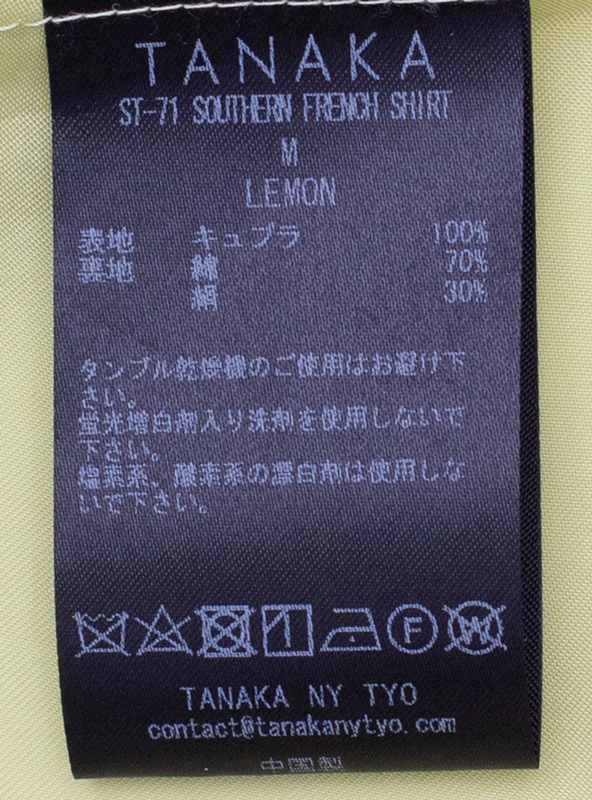 TANAKA
ST-71 SOUTHERN FRENCH SHIRT
M
LEMON
表地 キュプラ 100%
裏地 綿 70%
絹 30%
タンブル乾燥機のご使用はお避け下
さい。
蛍光増白剤入り洗剤を使用しないで
下さい。
塩素系、酸素系の漂白剤は使用しな
いで下さい。
F
W
TANAKA NY TYO
contact@tanakanytyo.com
中国製